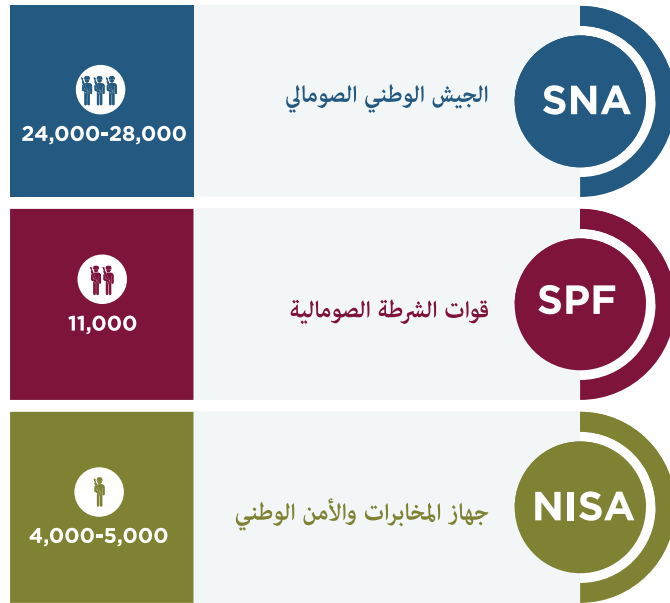 SNA
الجيش الوطني الصومالي
24,000-28,000
SPF
قوات الشرطة الصومالية
11,000
NISA
جهاز المخابرات والأمن الوطني
4,000-5,000